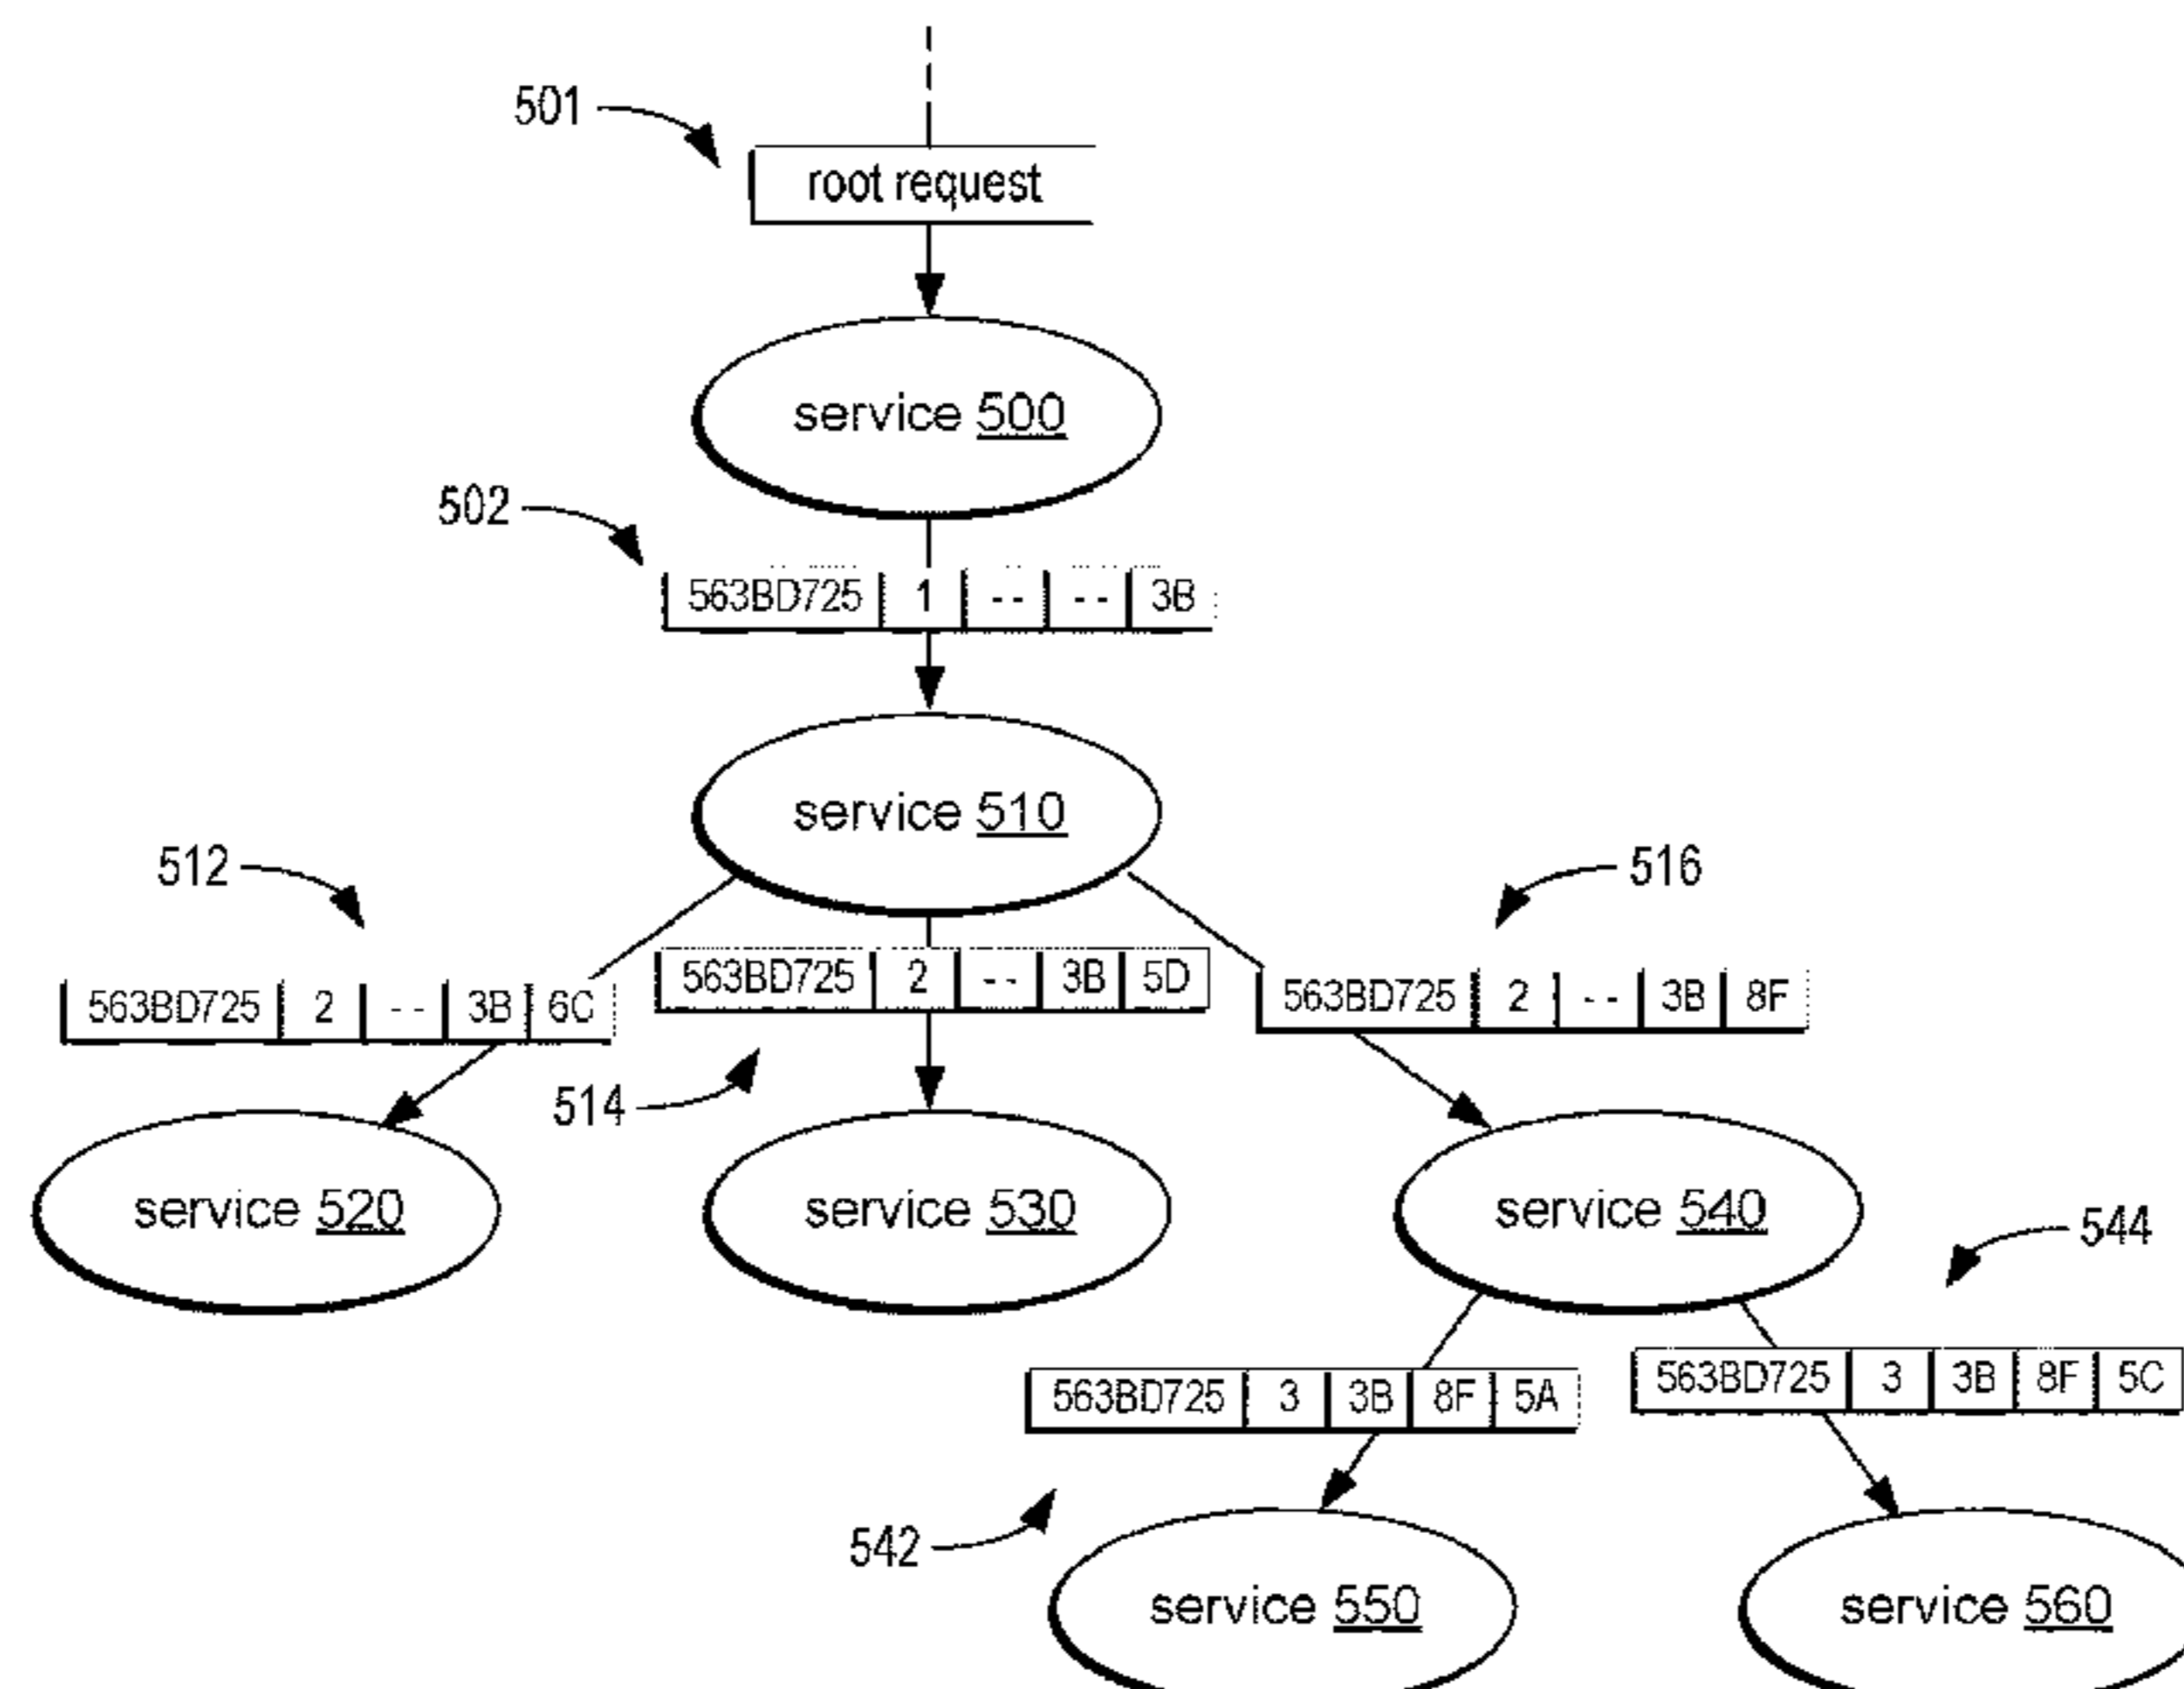 501
root request
service 500
502
563BD725 1 -- -- 3B
service 510
512
516
563BD725 2 -- 3B 6C
563BD725 2 -- 3B 5D
563BD725 2 -- 3B 8F
514
service 520
service 530
service 540
544
563BD725 3 3B 8F 5A
563BD725 3 3B 8F 5C
542
service 550
service 560